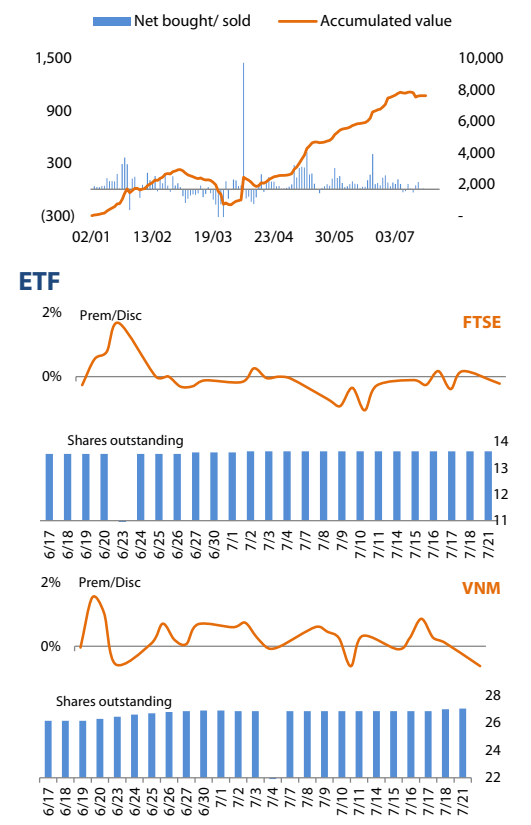 Net bought/ sold Accumulated value
1,500 10,000
900 8,000
6,000
300 4,000
2,000
(300) -
02/01 13/02 19/03 23/04 30/05 03/07
ETF
2% Prem/Disc FTSE
0%
Shares outstanding 14
13
12
11
6/17 6/18 6/19 6/20 6/23 6/24 6/25 6/26 6/27 6/30 7/1 7/2 7/3 7/4 7/7 7/8 7/9 7/10 7/11 7/14 7/15 7/16 7/17 7/18 7/21
2% Prem/Disc VNM
0%
Shares outstanding 28
26
24
22
6/17 6/18 6/19 6/20 6/23 6/24 6/25 6/26 6/27 6/30 7/1 7/2 7/3 7/4 7/7 7/8 7/9 7/10 7/11 7/14 7/15 7/16 7/17 7/18 7/21